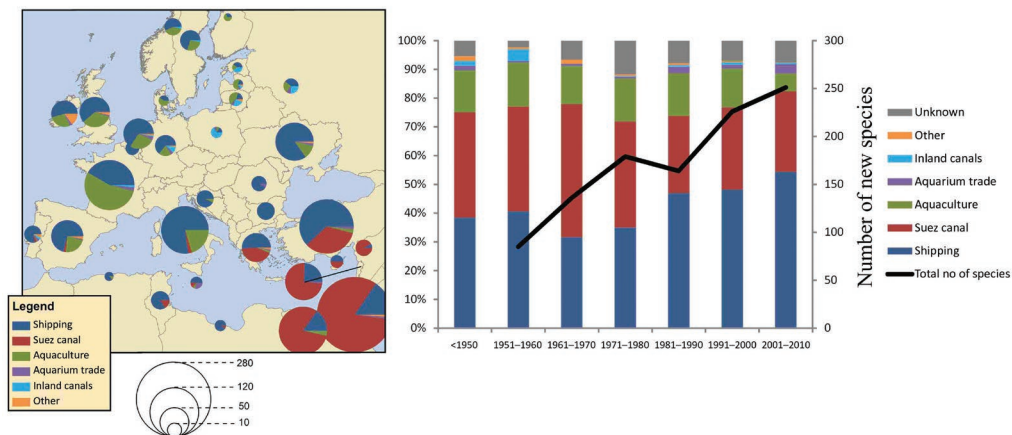 Legend
Shipping
Suez canal
Aquaculture
Aquarium trade
Inland canals
Other
280
120
50
10
100%
90%
80%
70%
60%
50%
40%
30%
20%
10%
0%
<1950
1951–1960
1961–1970
1971–1980
1981–1990
1991–2000
2001–2010
300
250
200
150
100
50
0
Number of new species
Unknown
Other
Inland canals
Aquarium trade
Aquaculture
Suez canal
Shipping
Total no of species